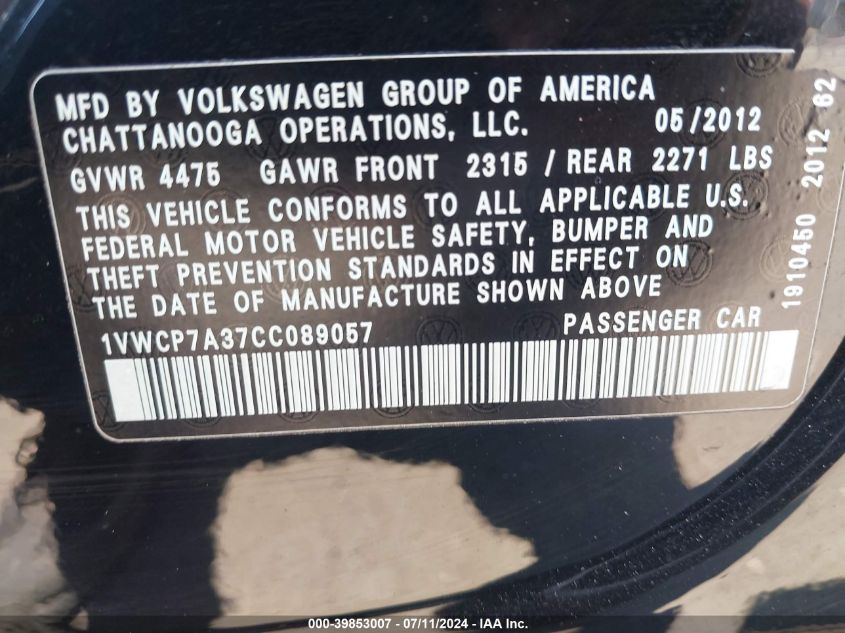 MFD BY VOLKSWAGEN GROUP OF AMERICA
CHATTANOOGA OPERATIONS, LLC. 05/2012
GVWR 4475 GAWR FRONT 2315 / REAR 2271 LBS
THIS VEHICLE CONFORMS TO ALL APPLICABLE U.S.
FEDERAL MOTOR VEHICLE SAFETY, BUMPER AND
THEFT PREVENTION STANDARDS IN EFFECT ON
THE DATE OF MANUFACTURE SHOWN ABOVE
1VWCP7A37CC089057 PASSENGER CAR
1910450 2012 62
000-39853007 - 07/11/2024 - IAA Inc.